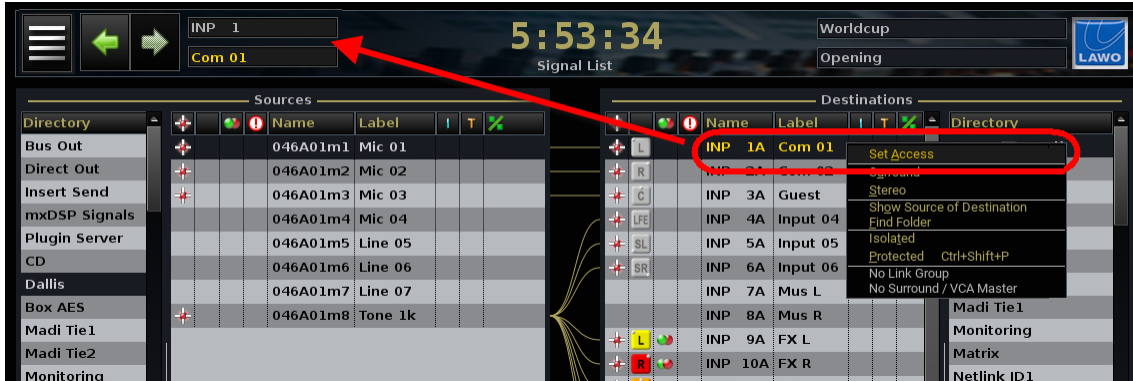 INP 1
Com 01
5:53:34
Signal List
Worldcup
Opening
LAWO
Sources
Directory Name Label I T
Bus Out 046A01m1 Mic 01
Direct Out 046A01m2 Mic 02
Insert Send 046A01m3 Mic 03
mxDSP Signals 046A01m4 Mic 04
Plugin Server 046A01m5 Line 05
CD 046A01m6 Line 06
Dallis 046A01m7 Line 07
Box AES 046A01m8 Tone 1k
Madi Tie1
Madi Tie2
Monitoring
Destinations
Name Label I T Directory
L INP 1A Com 01
R INP 2A Com 02
C INP 3A Guest
LFE INP 4A Input 04
SL INP 5A Input 05
SR INP 6A Input 06
INP 7A Mus L
INP 8A Mus R
L INP 9A FX L
R INP 10A FX R
Set Access
Surround
Stereo
Show Source of Destination
Find Folder
Isolated
Protected Ctrl+Shift+P
No Link Group
No Surround / VCA Master
Madi Tie1
Monitoring
Matrix
Netlink ID1